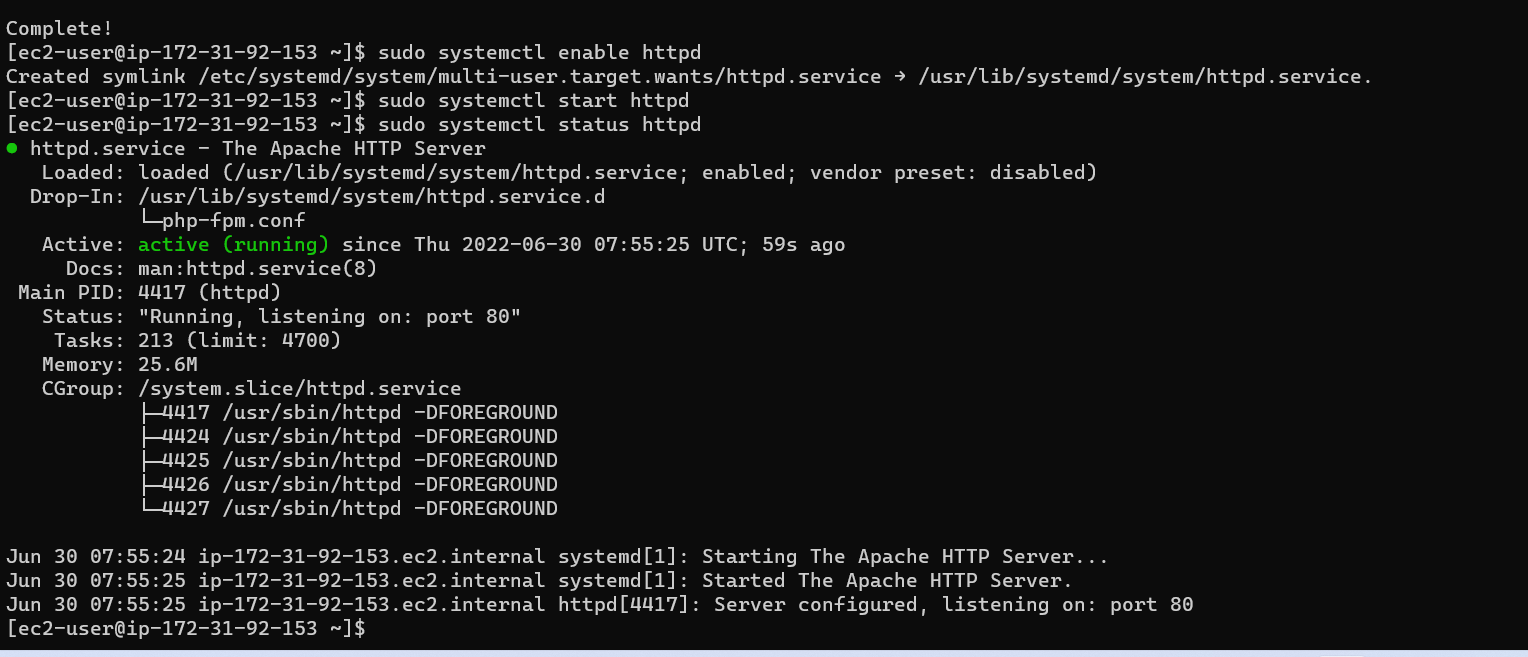 Complete!
[ec2-user@ip-172-31-92-153 ~]$ sudo systemctl enable httpd
Created symlink /etc/systemd/system/multi-user.target.wants/httpd.service → /usr/lib/systemd/system/httpd.service.
[ec2-user@ip-172-31-92-153 ~]$ sudo systemctl start httpd
[ec2-user@ip-172-31-92-153 ~]$ sudo systemctl status httpd
● httpd.service - The Apache HTTP Server
   Loaded: loaded (/usr/lib/systemd/system/httpd.service; enabled; vendor preset: disabled)
  Drop-In: /usr/lib/systemd/system/httpd.service.d
           └─php-fpm.conf
   Active: active (running) since Thu 2022-06-30 07:55:25 UTC; 59s ago
     Docs: man:httpd.service(8)
 Main PID: 4417 (httpd)
   Status: "Running, listening on: port 80"
    Tasks: 213 (limit: 4700)
   Memory: 25.6M
   CGroup: /system.slice/httpd.service
           ├─4417 /usr/sbin/httpd -DFOREGROUND
           ├─4424 /usr/sbin/httpd -DFOREGROUND
           ├─4425 /usr/sbin/httpd -DFOREGROUND
           ├─4426 /usr/sbin/httpd -DFOREGROUND
           └─4427 /usr/sbin/httpd -DFOREGROUND
Jun 30 07:55:24 ip-172-31-92-153.ec2.internal systemd[1]: Starting The Apache HTTP Server...
Jun 30 07:55:25 ip-172-31-92-153.ec2.internal systemd[1]: Started The Apache HTTP Server.
Jun 30 07:55:25 ip-172-31-92-153.ec2.internal httpd[4417]: Server configured, listening on: port 80
[ec2-user@ip-172-31-92-153 ~]$